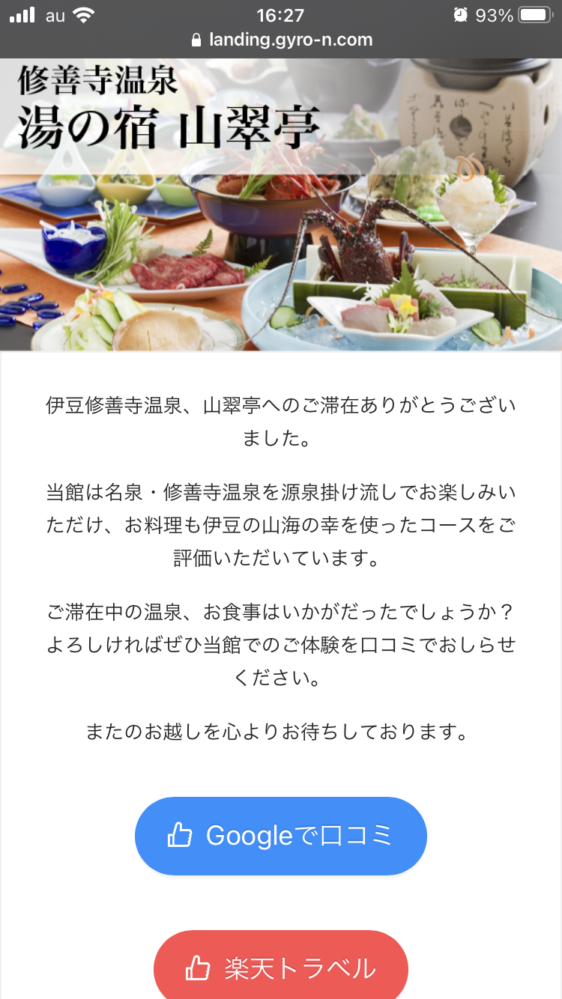 au 16:27 93%
landing.gyro-n.com
修善寺温泉
湯の宿 山翠亭
伊豆修善寺温泉、山翠亭へのご滞在ありがとうござい
ました。
当館は名泉・修善寺温泉を源泉掛け流しでお楽しみい
ただけ、お料理も伊豆の山海の幸を使ったコースをご
評価いただいています。
ご滞在中の温泉、お食事はいかがだったでしょうか？
よろしければぜひ当館でのご体験を口コミでおしらせ
ください。
またのお越しを心よりお待ちしております。
Googleで口コミ
楽天トラベル